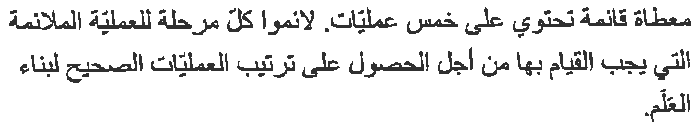 معطاة قائمة تحتوي على خمس عمليّات. لائموا كلّ مرحلة للعمليّة الملائمة
التي يجب القيام بها من أجل الحصول على ترتيب العمليّات الصحيح لبناء
العَلَم.